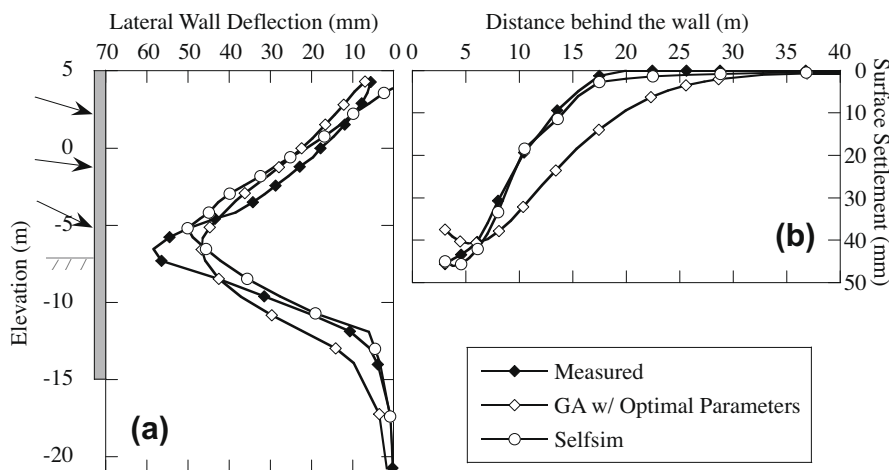 Lateral Wall Deflection (mm)
70 60 50 40 30 20 10 0
5
0
-5
-10
-15
-20
Elevation (m)
(a)
Distance behind the wall (m)
0 5 10 15 20 25 30 35 40
0
10
20
30
40
50
Surface Settlement (mm)
(b)
Measured
GA w/ Optimal Parameters
Selfsim